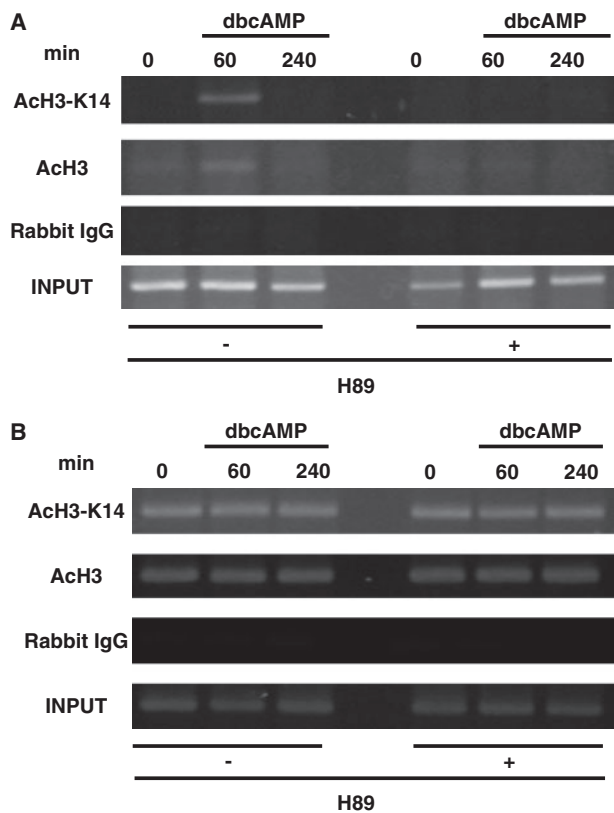 A
dbcAMP
dbcAMP
min 0 60 240 0 60 240
AcH3-K14
AcH3
Rabbit IgG
INPUT
- +
H89
B
dbcAMP
dbcAMP
min 0 60 240 0 60 240
AcH3-K14
AcH3
Rabbit IgG
INPUT
- +
H89